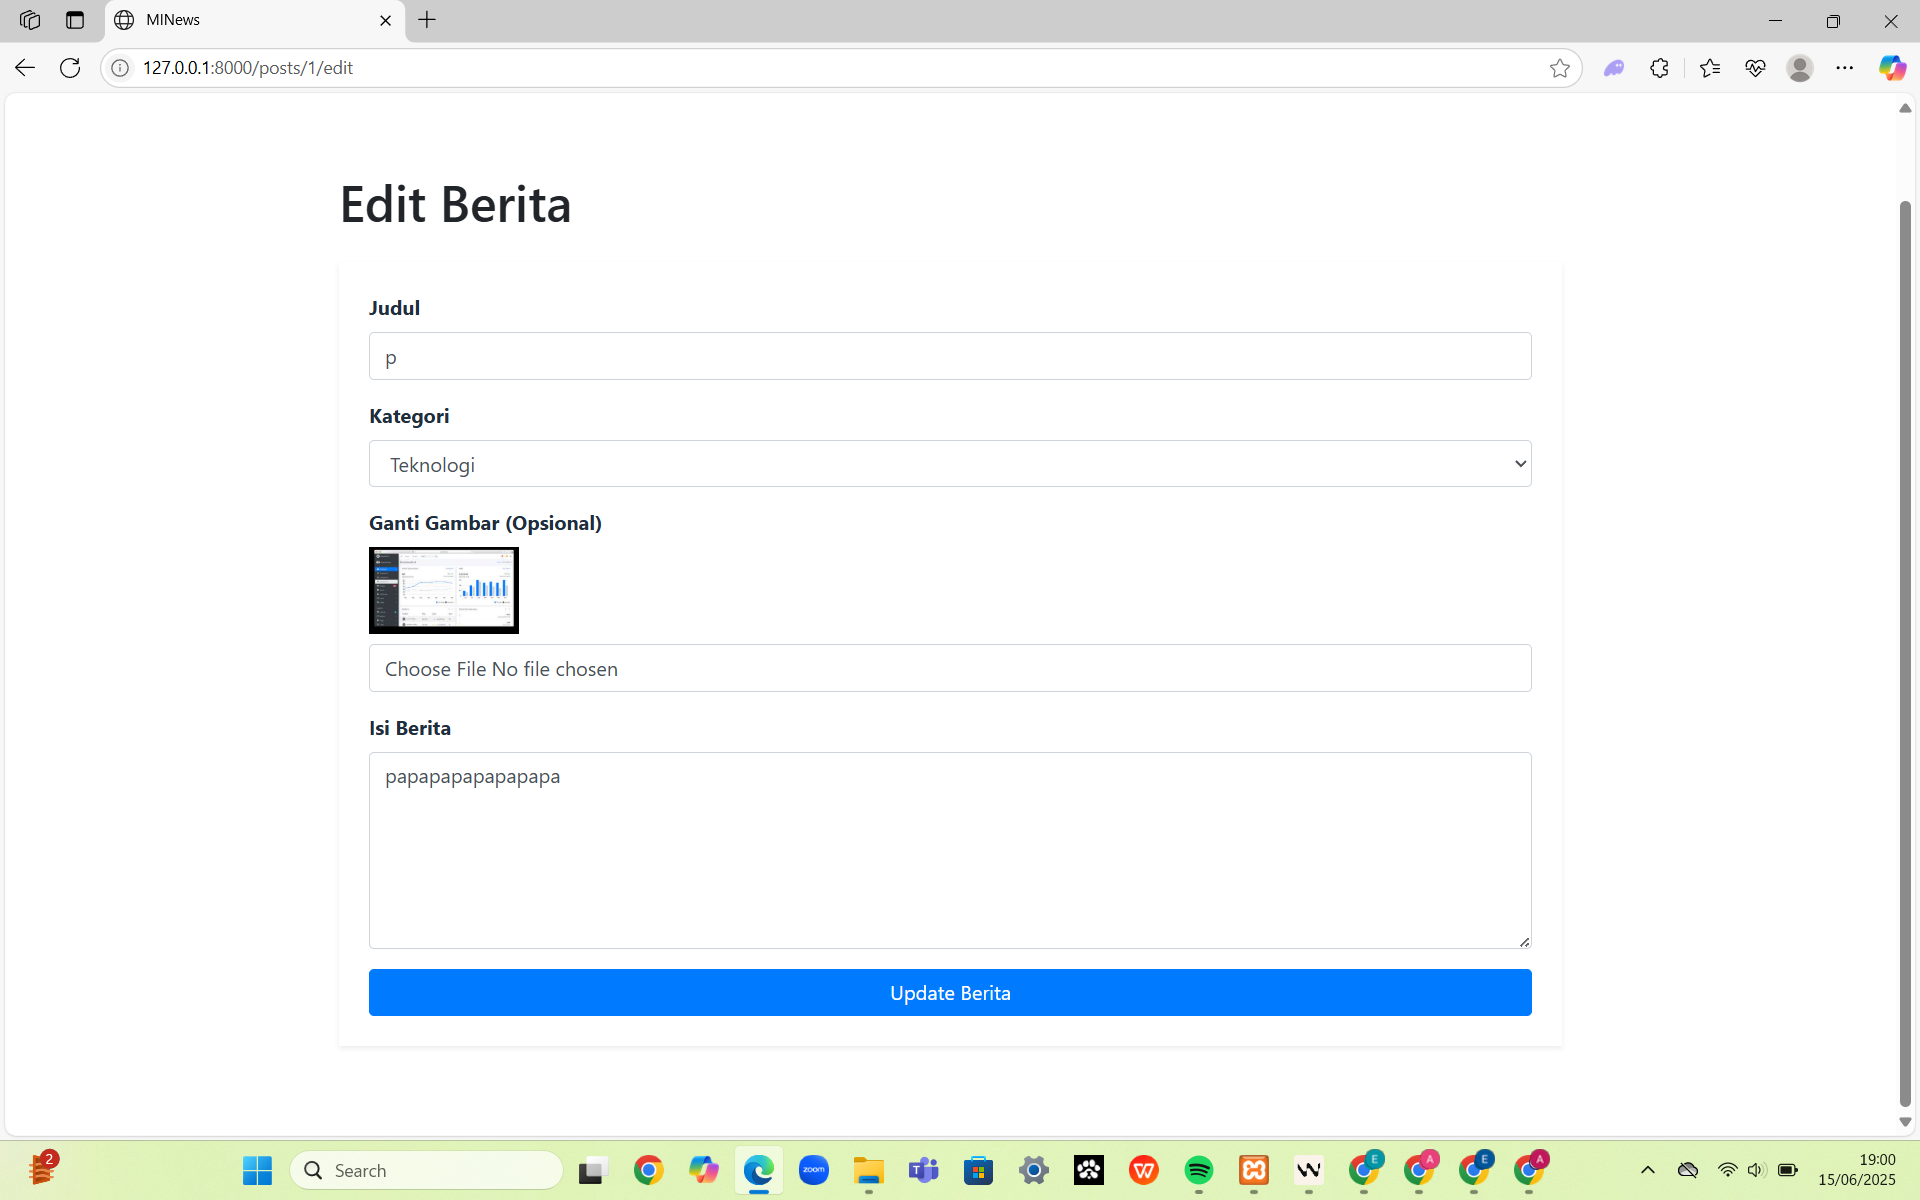 MINews
127.0.0.1:8000/posts/1/edit
Edit Berita
Judul
p
Kategori
Teknologi
Ganti Gambar (Opsional)
Choose File No file chosen
Isi Berita
papapapapapapapa
Update Berita
2
Search
zoom
E
A
E
A
19:00
15/06/2025